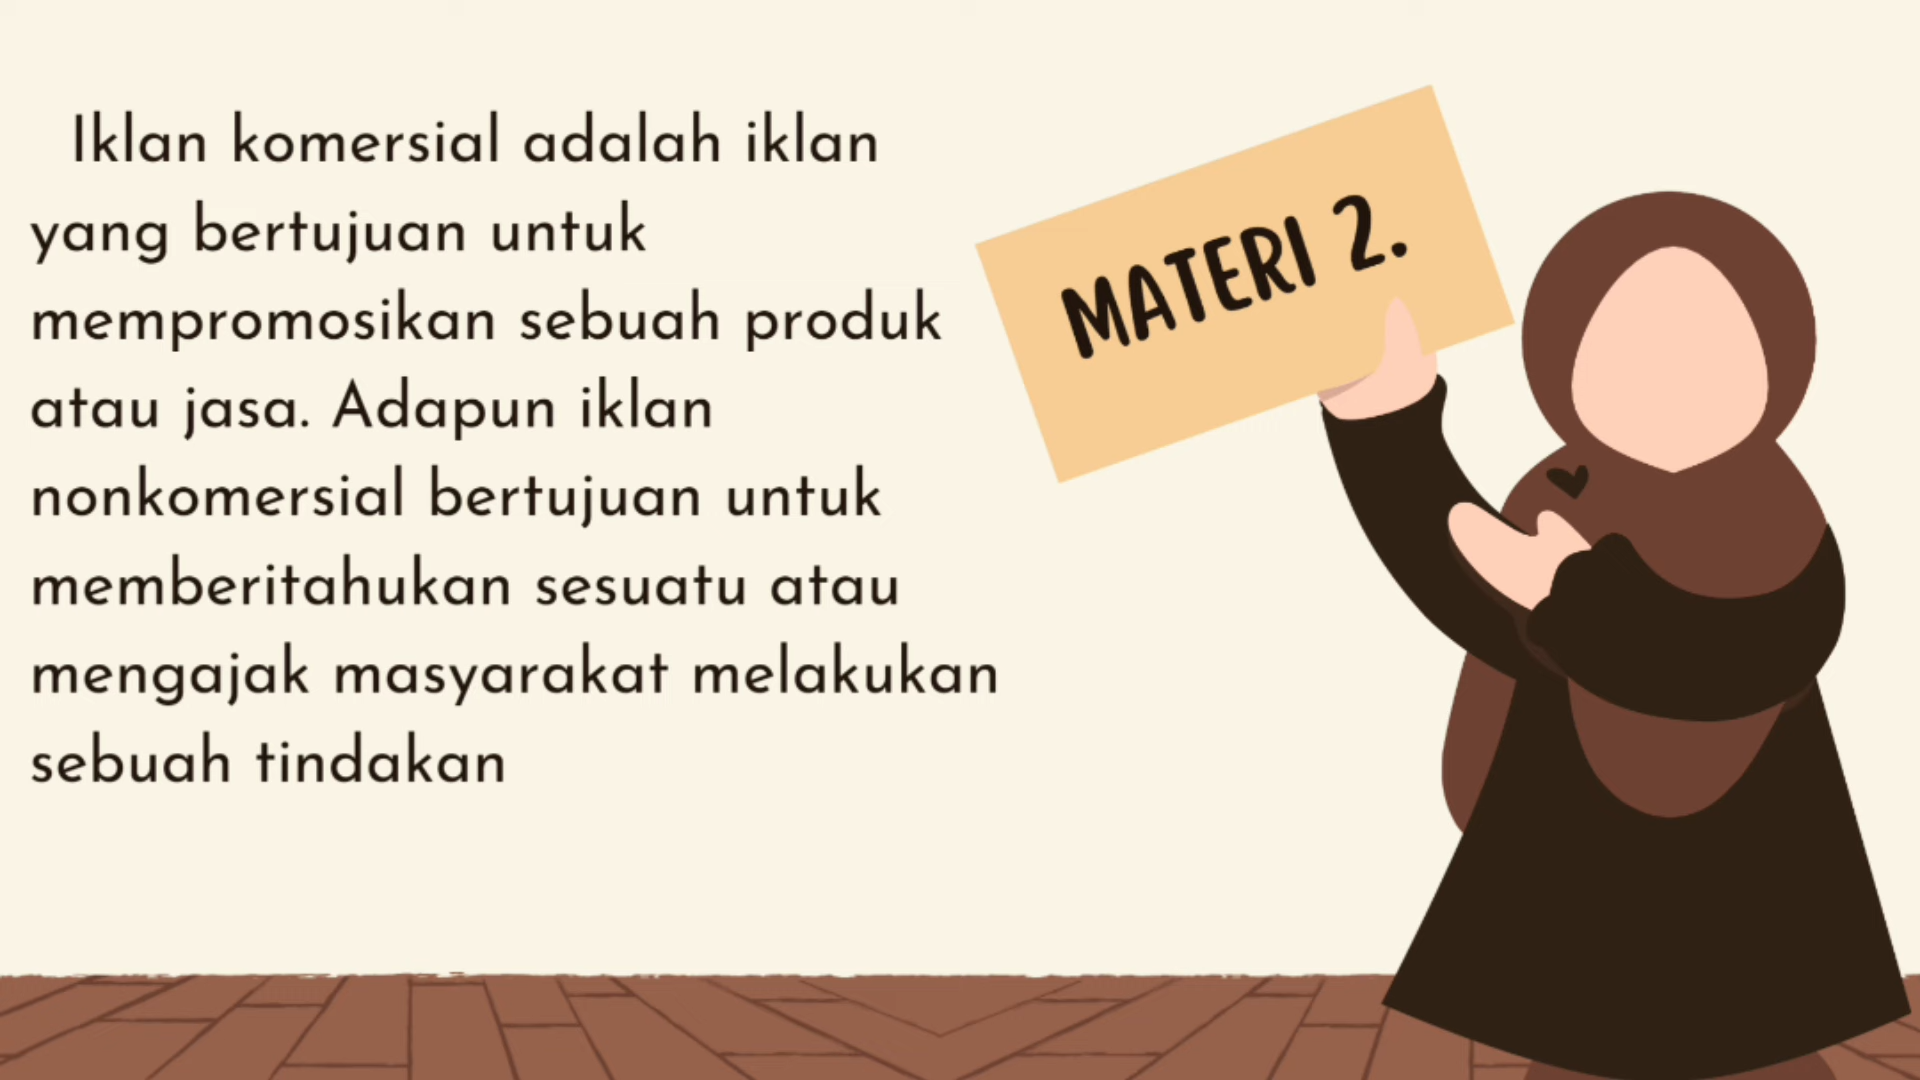 Iklan komersial adalah iklan
yang bertujuan untuk
mempromosikan sebuah produk
atau jasa. Adapun iklan
nonkomersial bertujuan untuk
memberitahukan sesuatu atau
mengajak masyarakat melakukan
sebuah tindakan
MATERI 2.